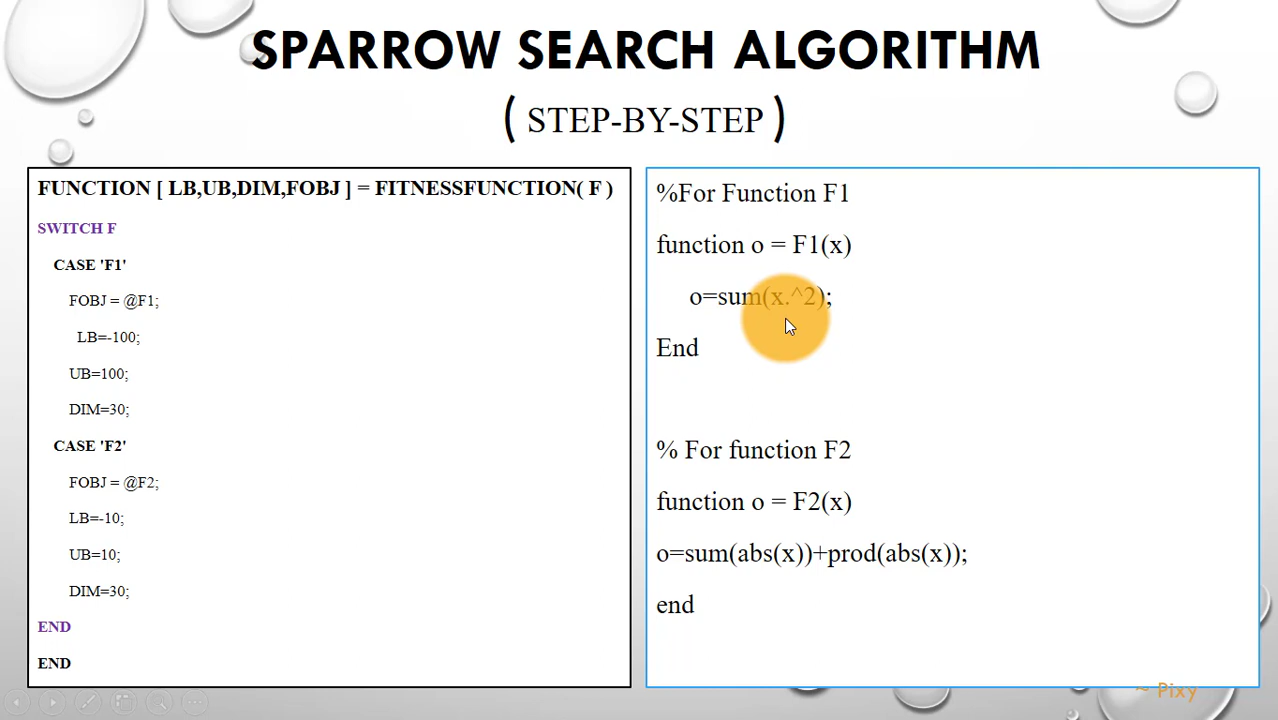 SPARROW SEARCH ALGORITHM
( STEP-BY-STEP )
FUNCTION [ LB,UB,DIM,FOBJ ] = FITNESSFUNCTION( F )
SWITCH F
CASE 'F1'
FOBJ = @F1;
LB=-100;
UB=100;
DIM=30;
CASE 'F2'
FOBJ = @F2;
LB=-10;
UB=10;
DIM=30;
END
END
%For Function F1
function o = F1(x)
o=sum(x.^2);
End
% For function F2
function o = F2(x)
o=sum(abs(x))+prod(abs(x));
end
~ Pixy